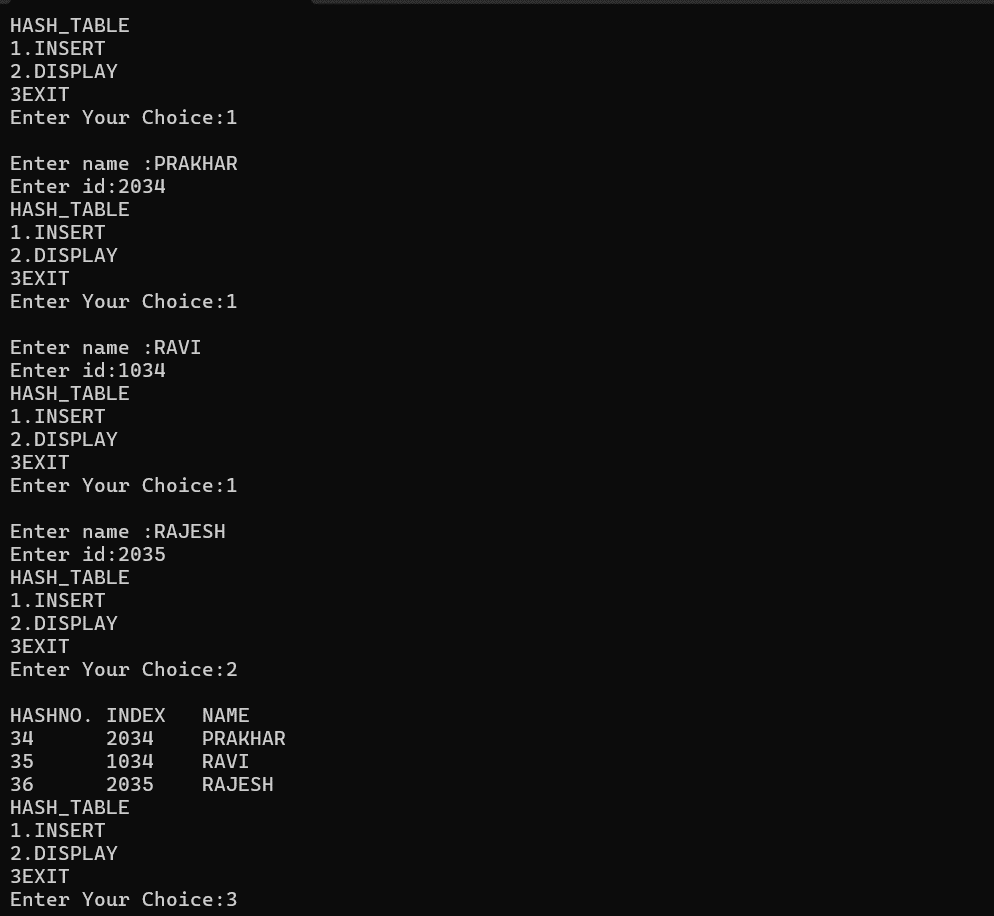 HASH_TABLE
1.INSERT
2.DISPLAY
3EXIT
Enter Your Choice:1
Enter name :PRAKHAR
Enter id:2034
HASH_TABLE
1.INSERT
2.DISPLAY
3EXIT
Enter Your Choice:1
Enter name :RAVI
Enter id:1034
HASH_TABLE
1.INSERT
2.DISPLAY
3EXIT
Enter Your Choice:1
Enter name :RAJESH
Enter id:2035
HASH_TABLE
1.INSERT
2.DISPLAY
3EXIT
Enter Your Choice:2
HASHNO. INDEX   NAME
34      2034    PRAKHAR
35      1034    RAVI
36      2035    RAJESH
HASH_TABLE
1.INSERT
2.DISPLAY
3EXIT
Enter Your Choice:3